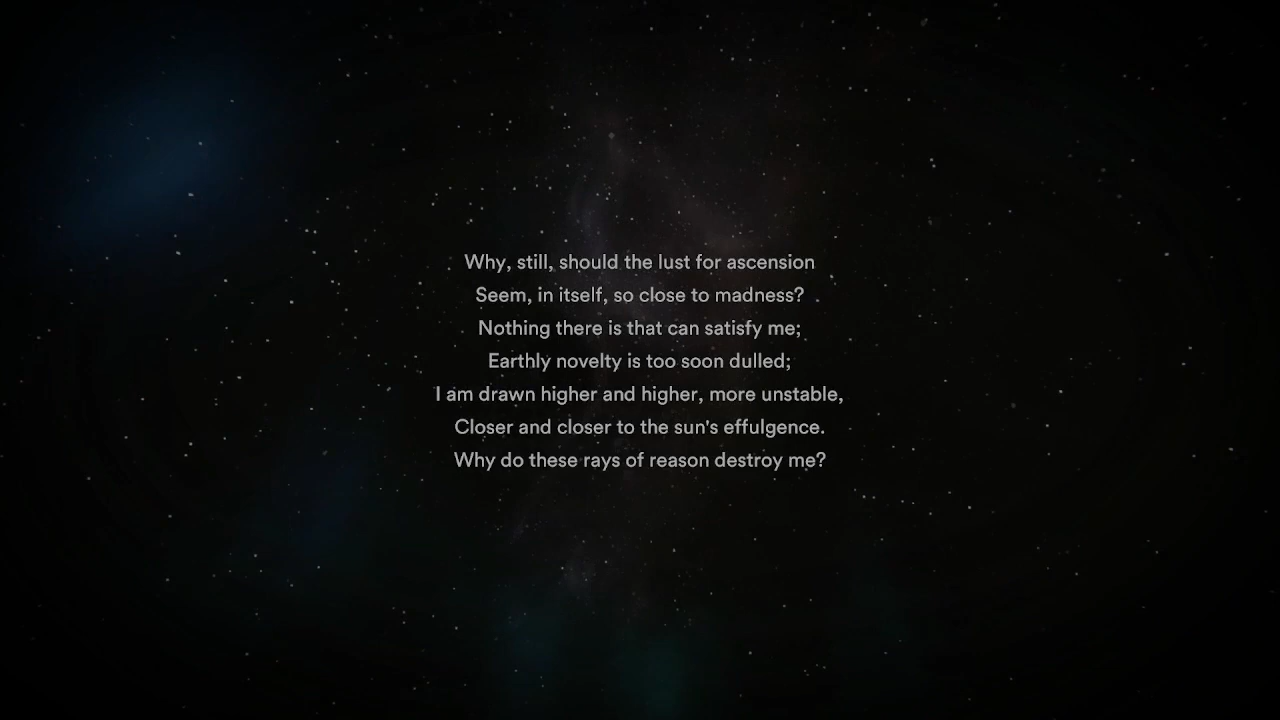 Why, still, should the lust for ascension
Seem, in itself, so close to madness?
Nothing there is that can satisfy me;
Earthly novelty is too soon dulled;
I am drawn higher and higher, more unstable,
Closer and closer to the sun's effulgence.
Why do these rays of reason destroy me?